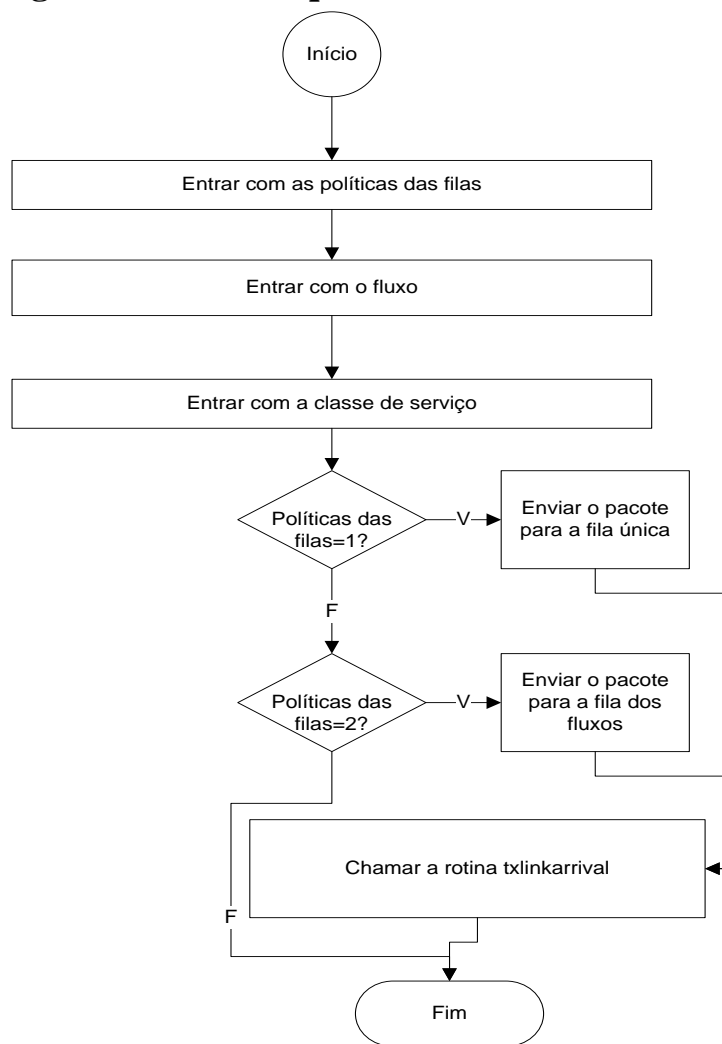 Início
Entrar com as políticas das filas
Entrar com o fluxo
Entrar com a classe de serviço
Políticas das
filas=1?
V
Enviar o pacote
para a fila única
F
Políticas das
filas=2?
V
Enviar o pacote
para a fila dos
fluxos
Chamar a rotina txlinkarrival
F
Fim